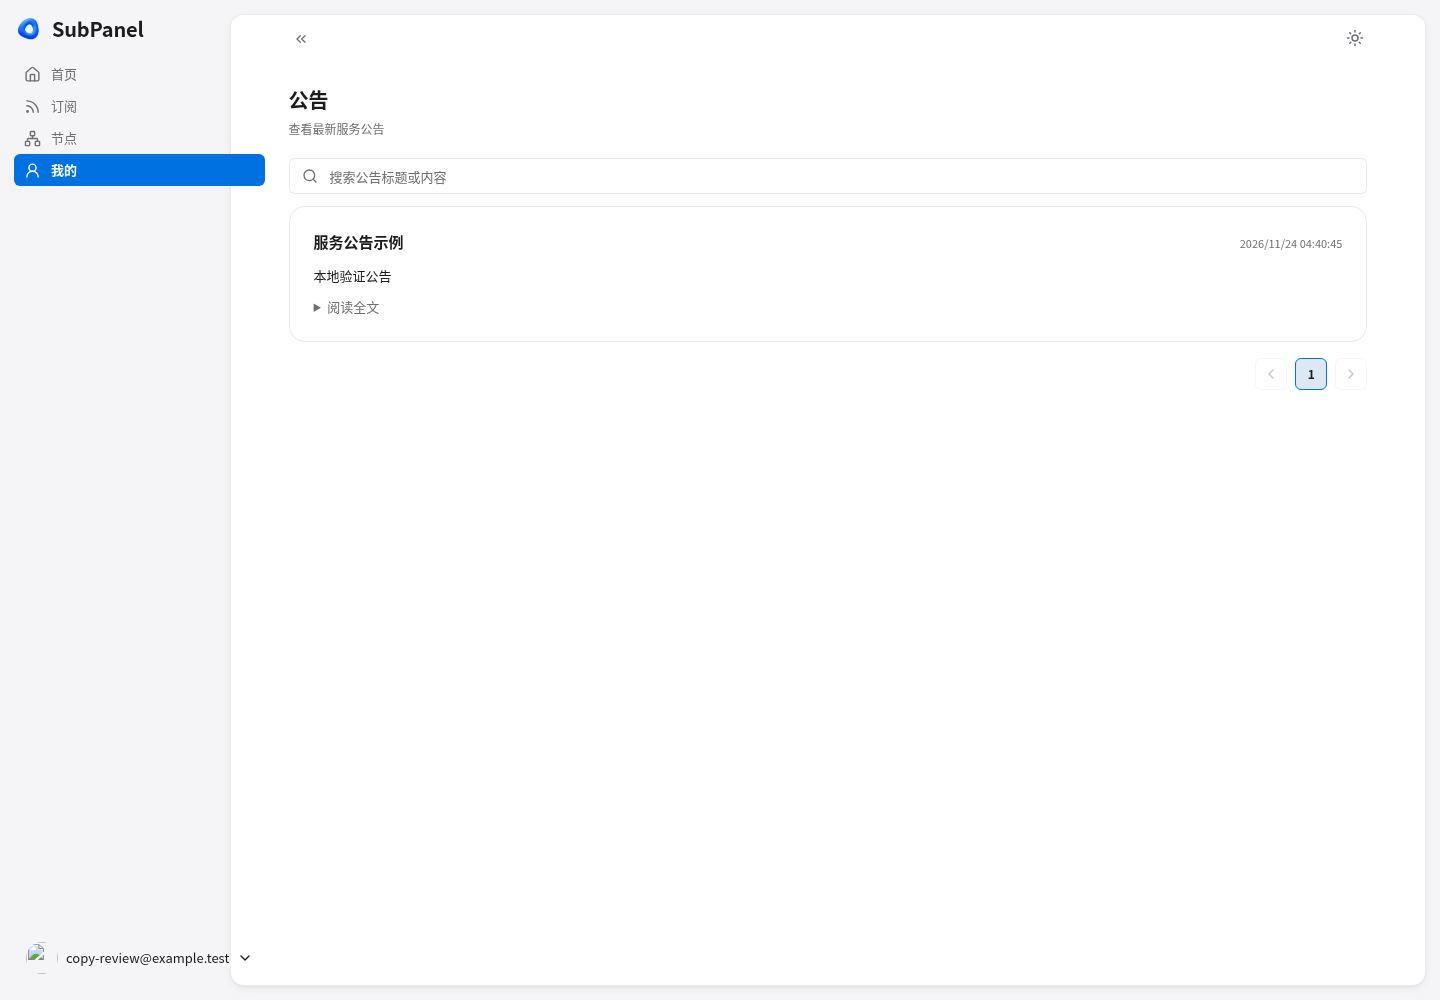 SubPanel
首页
订阅
节点
我的
公告
查看最新服务公告
搜索公告标题或内容
服务公告示例
2026/11/24 04:40:45
本地验证公告
阅读全文
1
copy-review@example.test